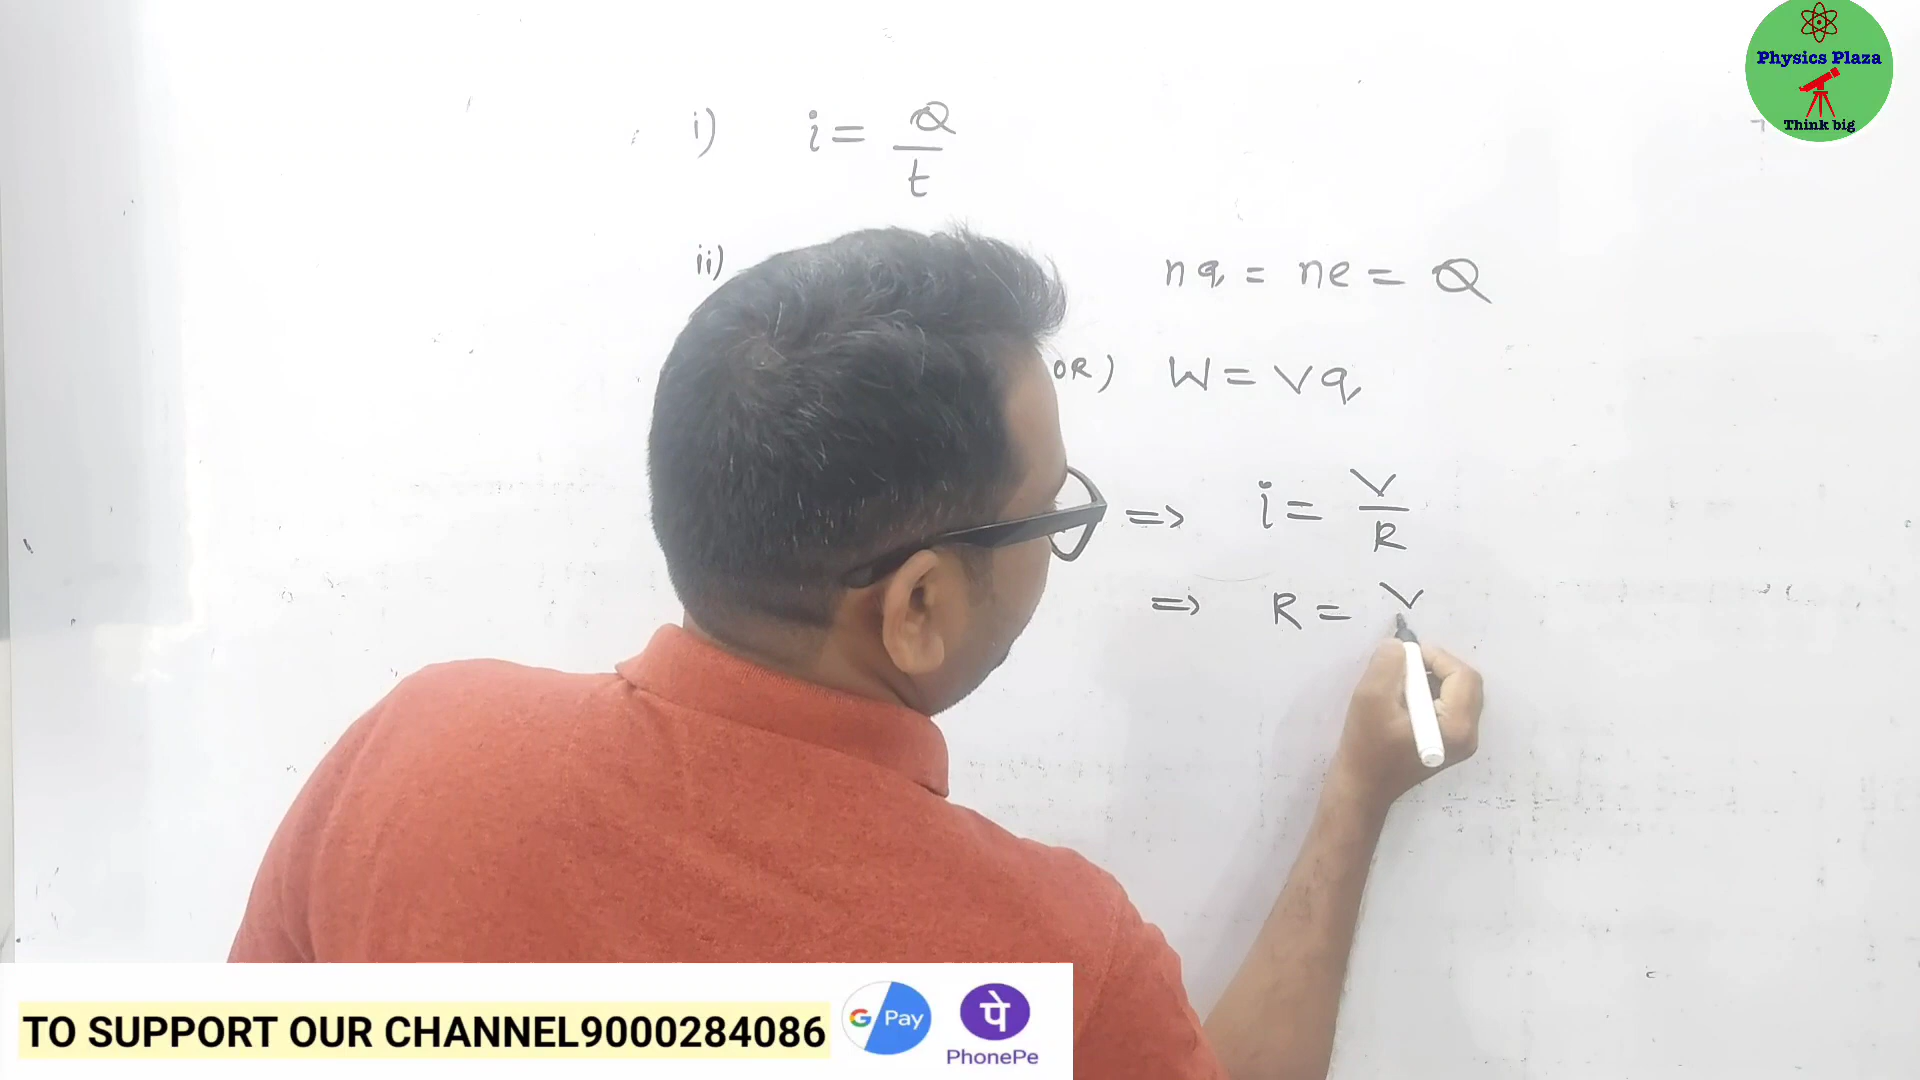 Physics Plaza
Think big
i) i = Q/t
ii) nq = ne = Q
OR) W = Vq
=> i = V/R
=> R = V
TO SUPPORT OUR CHANNEL9000284086
G Pay
पे
PhonePe